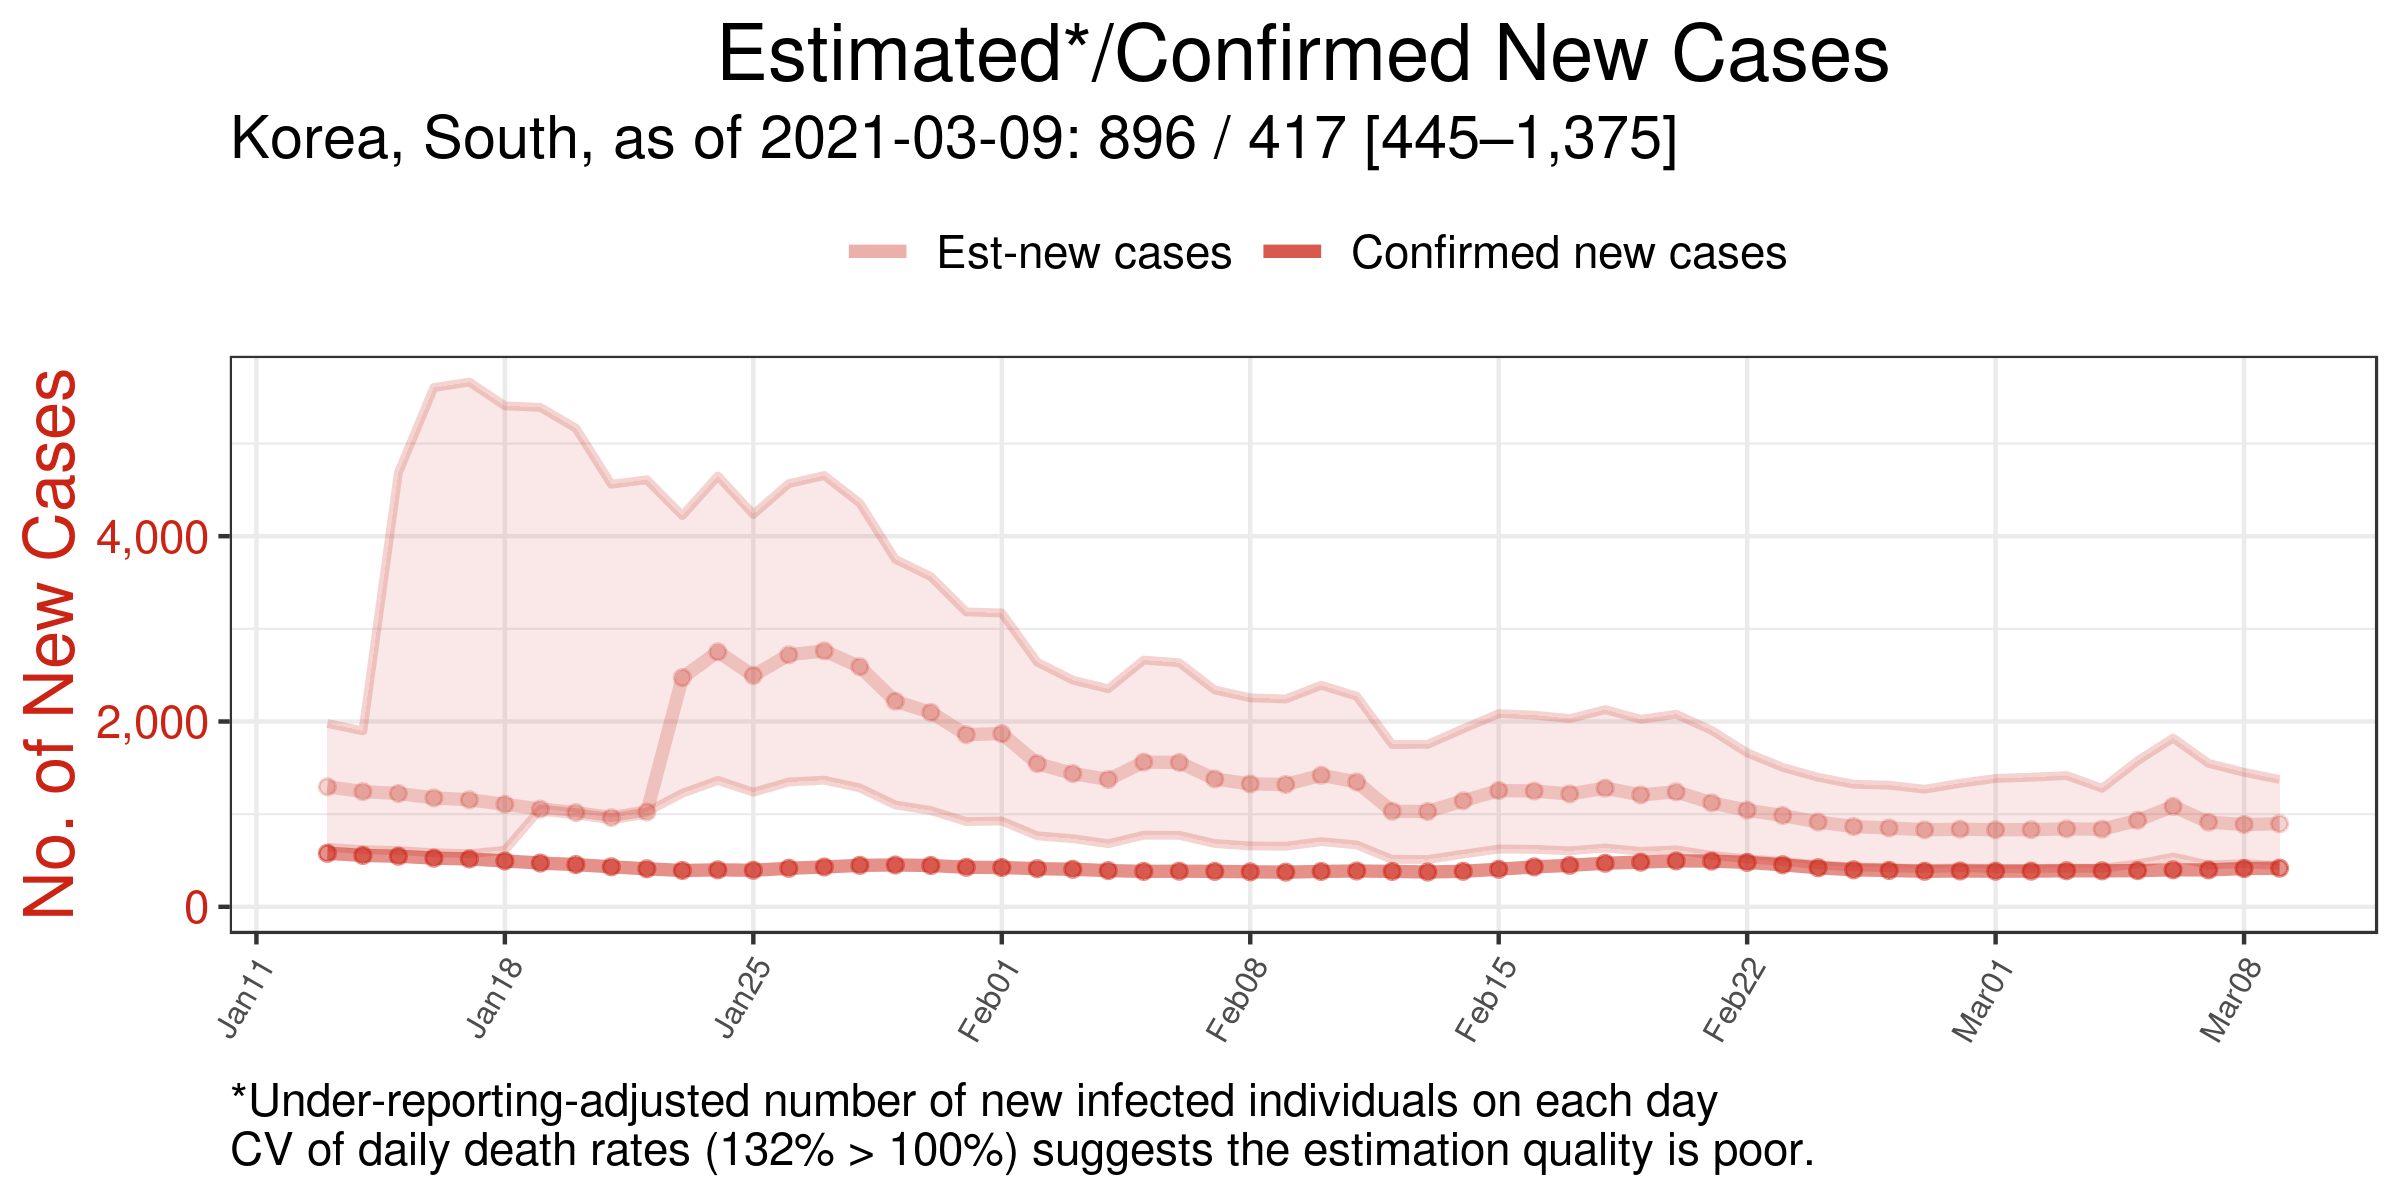 Estimated*/Confirmed New Cases
Korea, South, as of 2021-03-09: 896 / 417 [445–1,375]
Est-new cases
Confirmed new cases
No. of New Cases
4,000
2,000
0
Jan11
Jan18
Jan25
Feb01
Feb08
Feb15
Feb22
Mar01
Mar08
*Under-reporting-adjusted number of new infected individuals on each day
CV of daily death rates (132% > 100%) suggests the estimation quality is poor.